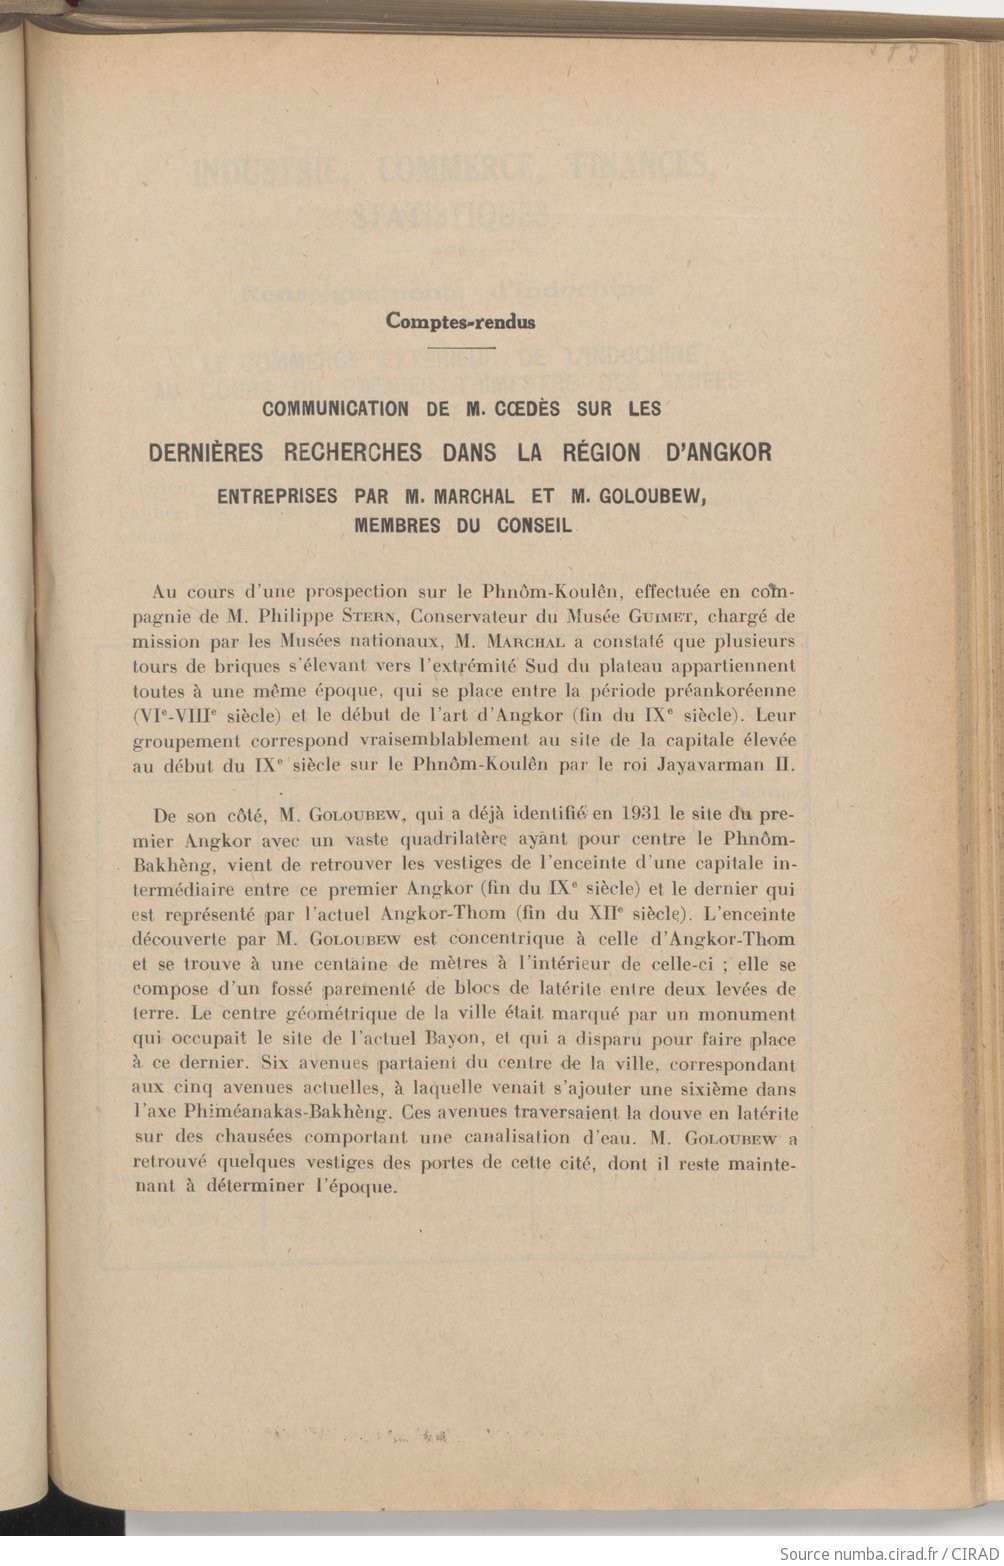 Comptes-rendus
COMMUNICATION DE M. CŒDÈS SUR LES
DERNIÈRES RECHERCHES DANS LA RÉGION D'ANGKOR
ENTREPRISES PAR M. MARCHAL ET M. GOLOUBEW,
MEMBRES DU CONSEIL
Au cours d'une prospection sur le Phnôm-Koulên, effectuée en com-
pagnie de M. Philippe STERN, Conservateur du Musée GUIMET, chargé de
mission par les Musées nationaux, M. MARCHAL a constaté que plusieurs
tours de briques s'élevant vers l'extrémité Sud du plateau appartiennent
toutes à une même époque, qui se place entre la période préankoréenne
(VIe-VIIIe siècle) et le début de l'art d'Angkor (fin du IXe siècle). Leur
groupement correspond vraisemblablement au site de la capitale élevée
au début du IXe siècle sur le Phnôm-Koulên par le roi Jayavarman II.
De son côté, M. GOLOUBEW, qui a déjà identifié en 1931 le site du pre-
mier Angkor avec un vaste quadrilatère ayant pour centre le Phnôm-
Bakhèng, vient de retrouver les vestiges de l'enceinte d'une capitale in-
termédiaire entre ce premier Angkor (fin du IXe siècle) et le dernier qui
est représenté par l'actuel Angkor-Thom (fin du XIIe siècle). L'enceinte
découverte par M. GOLOUBEW est concentrique à celle d'Angkor-Thom
et se trouve à une centaine de mètres à l'intérieur de celle-ci ; elle se
compose d'un fossé parementé de blocs de latérite entre deux levées de
terre. Le centre géométrique de la ville était marqué par un monument
qui occupait le site de l'actuel Bayon, et qui a disparu pour faire place
à ce dernier. Six avenues partaient du centre de la ville, correspondant
aux cinq avenues actuelles, à laquelle venait s'ajouter une sixième dans
l'axe Phiméanakas-Bakhèng. Ces avenues traversaient la douve en latérite
sur des chausées comportant une canalisation d'eau. M. GOLOUBEW a
retrouvé quelques vestiges des portes de cette cité, dont il reste mainte-
nant à déterminer l'époque.
Source numba.cirad.fr / CIRAD